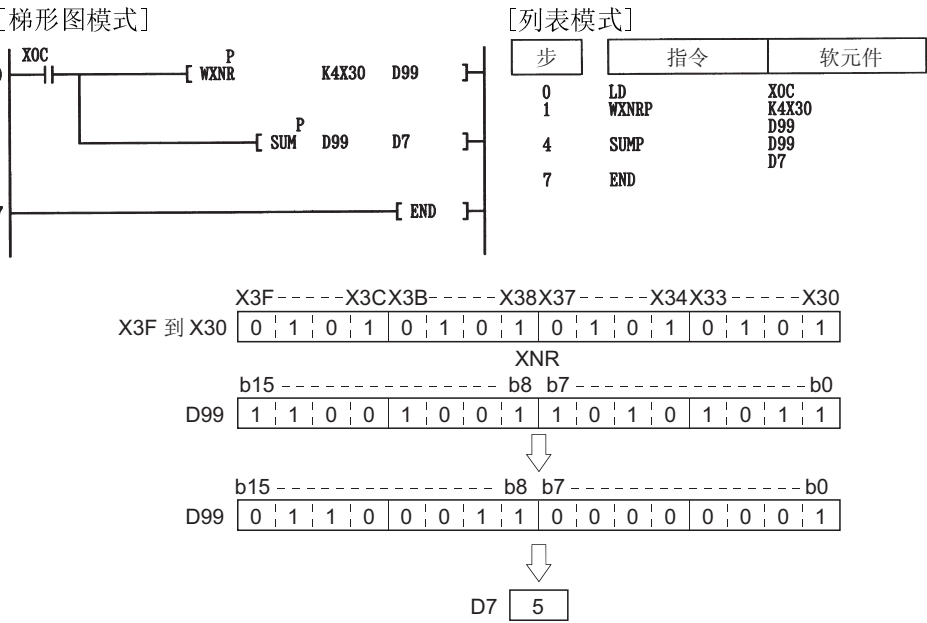 [梯形图模式]
X0C
P
WXNR K4X30 D99
P
SUM D99 D7
7
END
[列表模式]
步 指令 软元件
0 LD X0C
1 WXNRP K4X30
D99
4 SUMP D99
D7
7 END
X3F-----X3CX3B-----X38X37-----X34X33-----X30
X3F 到 X30 0 1 0 1 0 1 0 1 0 1 0 1 0 1 0 1
XNR
b15 ---------------- b8 b7 ----------------- b0
D99 1 1 0 0 1 0 0 1 1 0 1 0 1 0 1 1
b15 ---------------- b8 b7 ----------------- b0
D99 0 1 1 0 0 0 1 1 0 0 0 0 0 0 0 1
D7 5